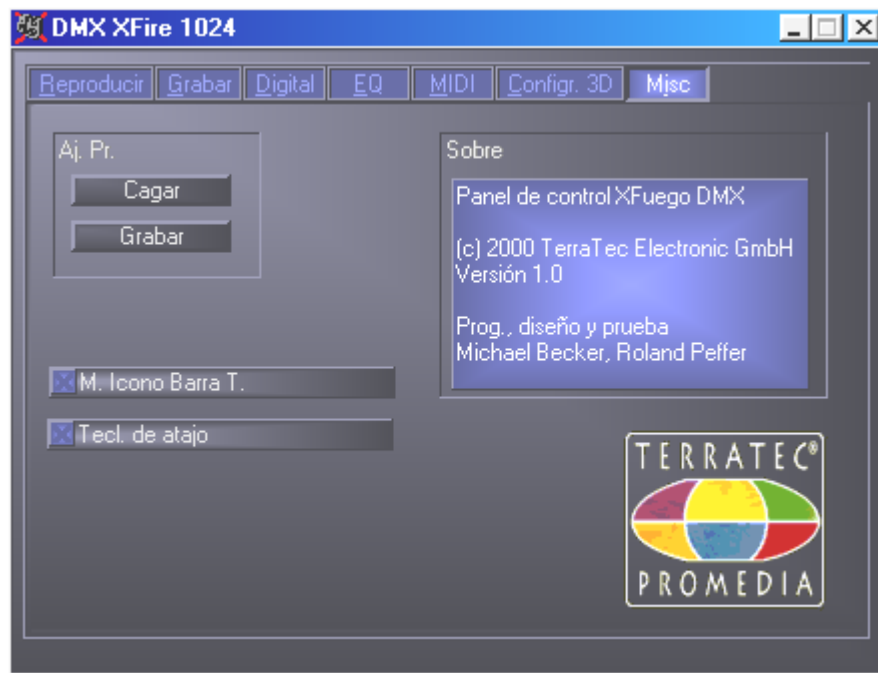 DMX XFire 1024
Reproducir Grabar Digital EQ MIDI Configr. 3D Misc
Aj. Pr.
Cagar
Grabar
Sobre
Panel de control XFuego DMX
(c) 2000 TerraTec Electronic GmbH
Versión 1.0
Prog., diseño y prueba
Michael Becker, Roland Peffer
M. Icono Barra T.
Tecl. de atajo
TERRATEC®
PROMEDIA